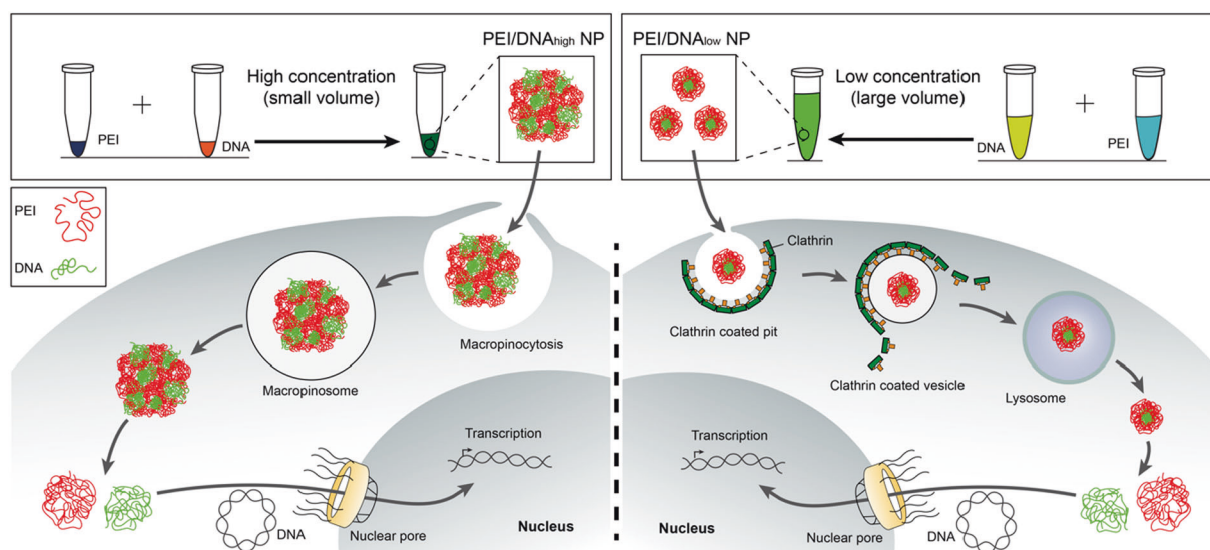 PEI/DNAhigh NP
High concentration
(small volume)
PEI
DNA
PEI/DNAlow NP
Low concentration
(large volume)
DNA
PEI
PEI
DNA
Macropinocytosis
Macropinosome
Transcription
DNA
Nuclear pore
Nucleus
Clathrin
Clathrin coated pit
Clathrin coated vesicle
Lysosome
Transcription
Nucleus
Nuclear pore
DNA